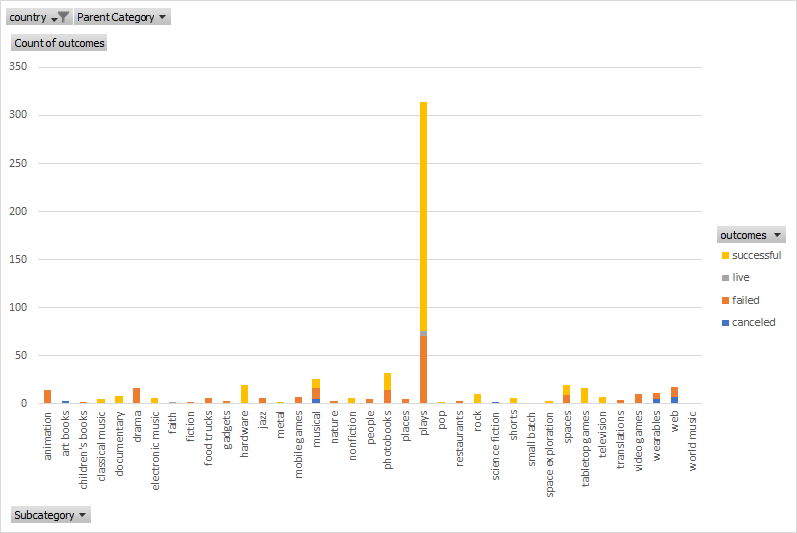 country Parent Category
Count of outcomes
350
300
250
200
150
100
50
0
outcomes
successful
live
failed
canceled
animation
art books
children's books
classical music
documentary
drama
electronic music
faith
fiction
food trucks
gadgets
hardware
jazz
metal
mobile games
musical
nature
nonfiction
people
photobooks
places
plays
pop
restaurants
rock
science fiction
shorts
small batch
space exploration
spaces
tabletop games
television
translations
video games
wearables
web
world music
Subcategory